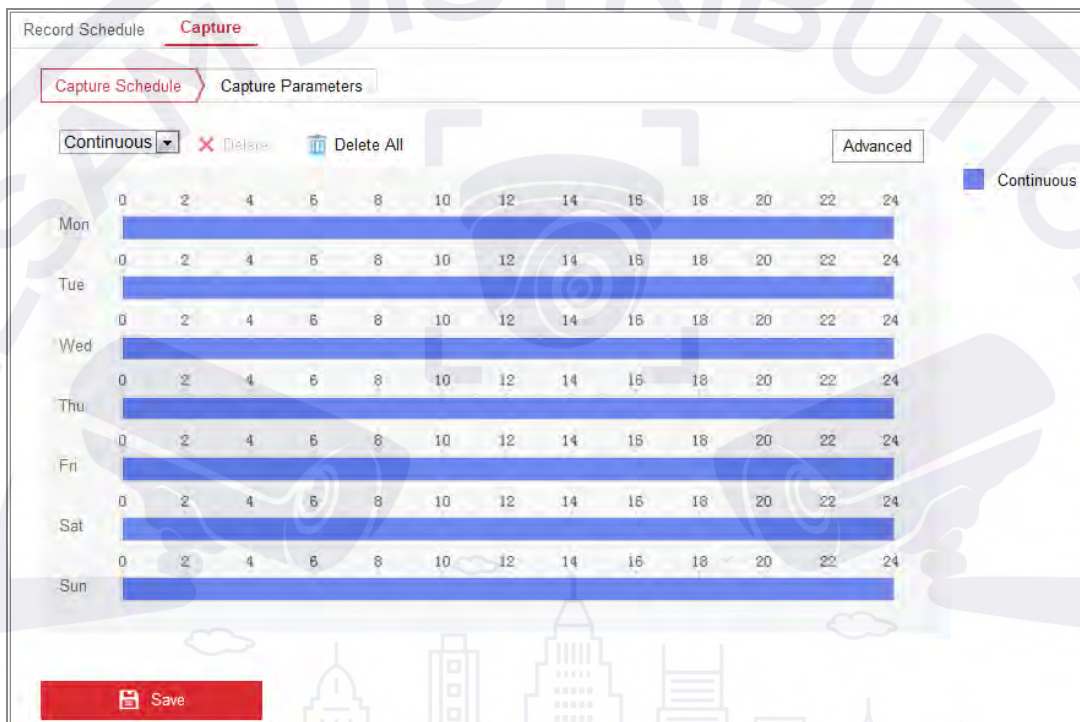 Record Schedule Capture
Capture Schedule Capture Parameters
Continuous Delete Delete All Advanced
Continuous
0 2 4 6 8 10 12 14 16 18 20 22 24
Mon
0 2 4 6 8 10 12 14 16 18 20 22 24
Tue
0 2 4 6 8 10 12 14 16 18 20 22 24
Wed
0 2 4 6 8 10 12 14 16 18 20 22 24
Thu
0 2 4 6 8 10 12 14 16 18 20 22 24
Fri
0 2 4 6 8 10 12 14 16 18 20 22 24
Sat
0 2 4 6 8 10 12 14 16 18 20 22 24
Sun
Save